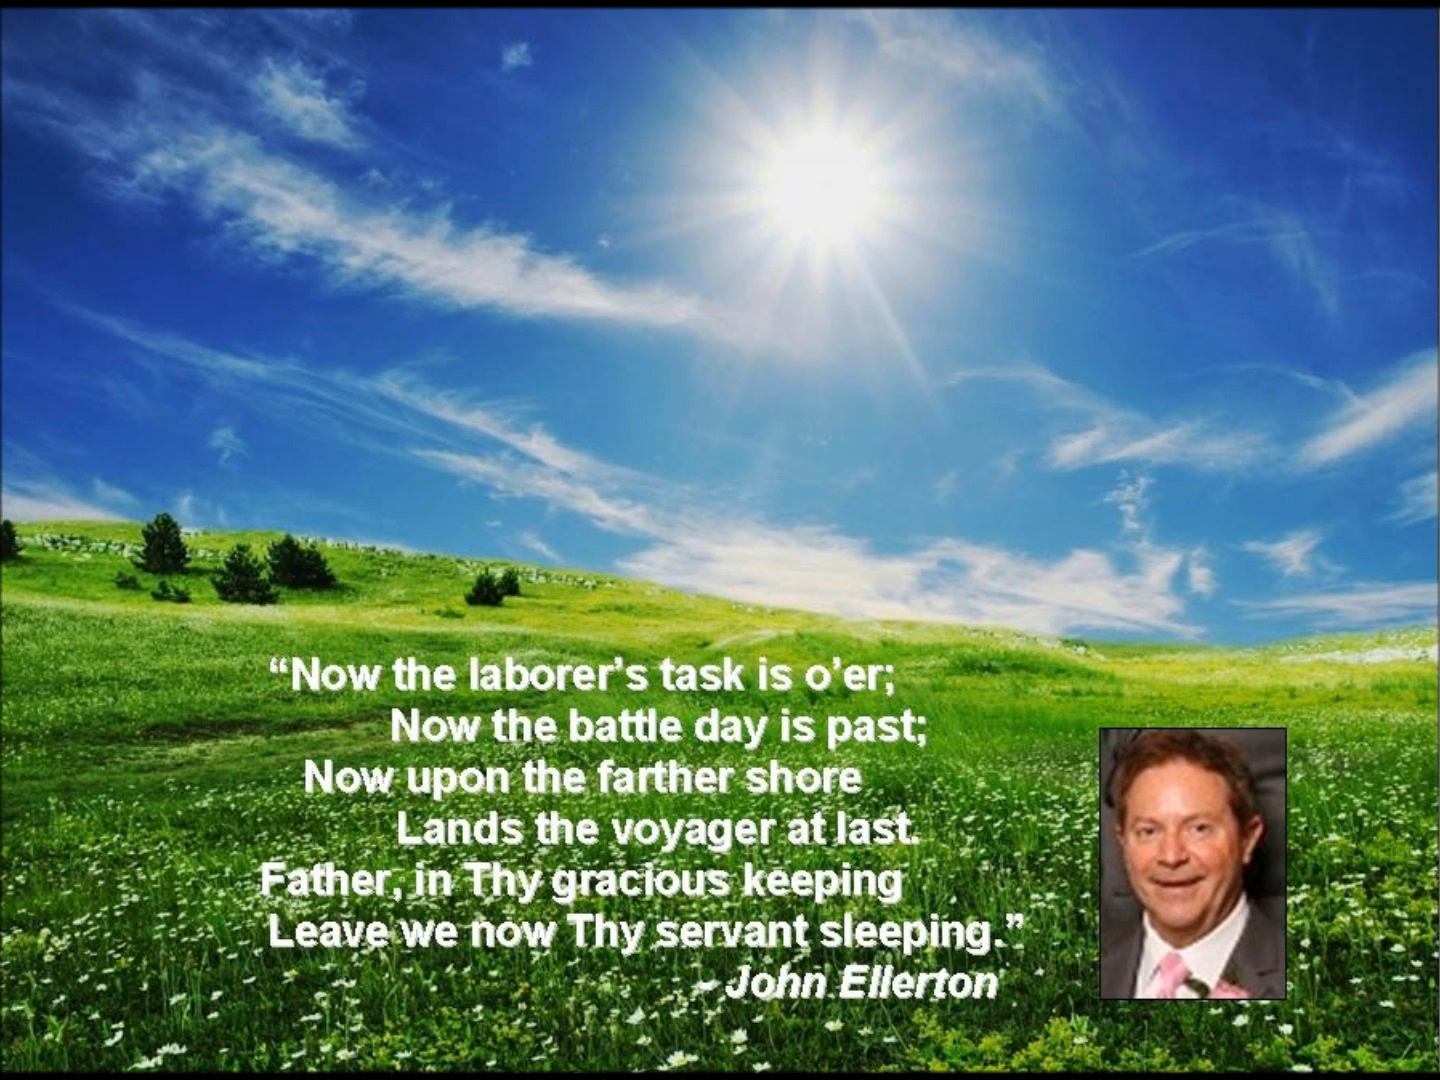 “Now the laborer’s task is o’er;
Now the battle day is past;
Now upon the farther shore
Lands the voyager at last.
Father, in Thy gracious keeping
Leave we now Thy servant sleeping.”
- John Ellerton